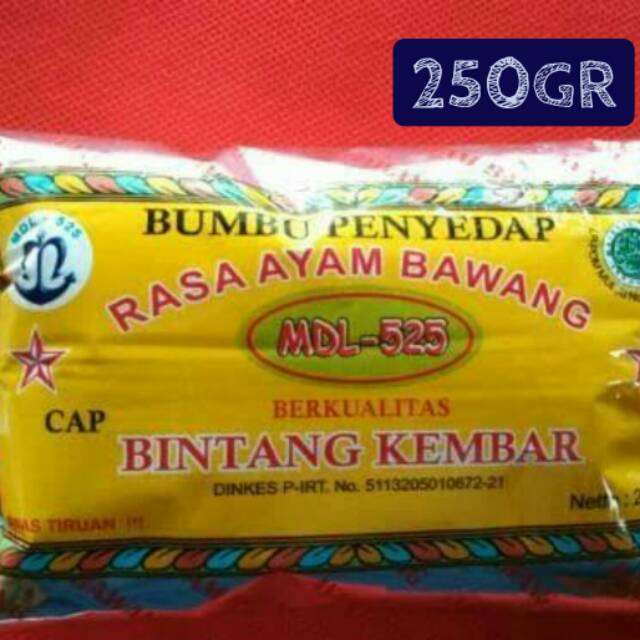 250GR
MDL-525
BUMBU PENYEDAP
RASA AYAM BAWANG
MDL-525
BERKUALITAS
CAP
BINTANG KEMBAR
DINKES P-IRT. No. 5113205010672-21
TIRUAN !!!